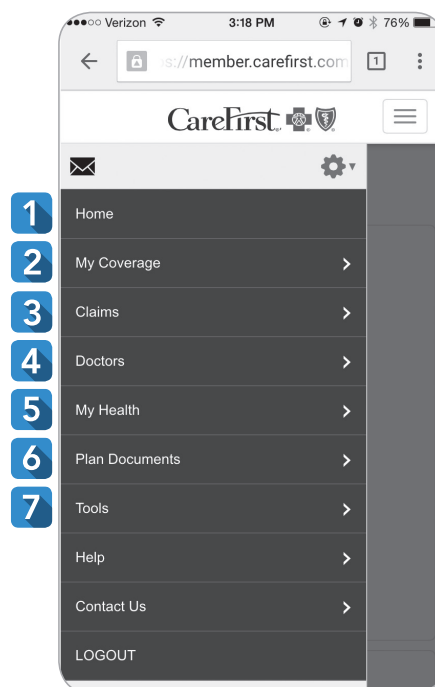 Verizon 3:18 PM 76%
s://member.carefirst.com 1
CareFirst
1 Home
2 My Coverage
3 Claims
4 Doctors
5 My Health
6 Plan Documents
7 Tools
Help
Contact Us
LOGOUT